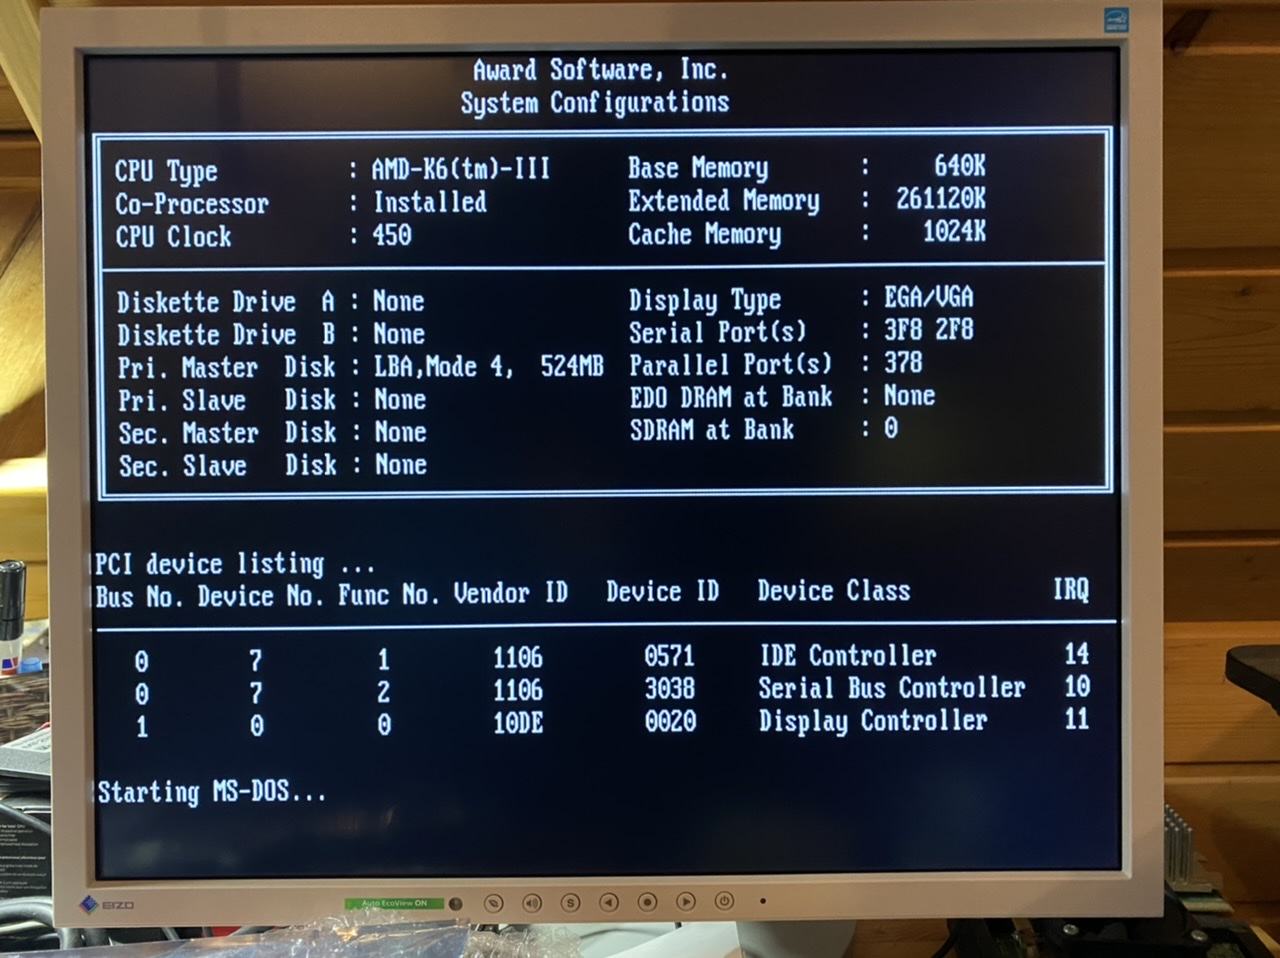 Award Software, Inc.
System Configurations
CPU Type : AMD-K6(tm)-III Base Memory : 640K
Co-Processor : Installed Extended Memory : 261120K
CPU Clock : 450 Cache Memory : 1024K
Diskette Drive A : None Display Type : EGA/VGA
Diskette Drive B : None Serial Port(s) : 3F8 2F8
Pri. Master Disk : LBA,Mode 4, 524MB Parallel Port(s) : 378
Pri. Slave Disk : None EDO DRAM at Bank : None
Sec. Master Disk : None SDRAM at Bank : 0
Sec. Slave Disk : None
PCI device listing ...
Bus No. Device No. Func No. Vendor ID Device ID Device Class IRQ
0 7 1 1106 0571 IDE Controller 14
0 7 2 1106 3038 Serial Bus Controller 10
1 0 0 10DE 0020 Display Controller 11
Starting MS-DOS...
EIZO Auto EcoView ON S